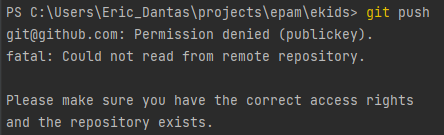 PS C:\Users\Eric_Dantas\projects\epam\ekids> git push
git@github.com: Permission denied (publickey).
fatal: Could not read from remote repository.

Please make sure you have the correct access rights
and the repository exists.